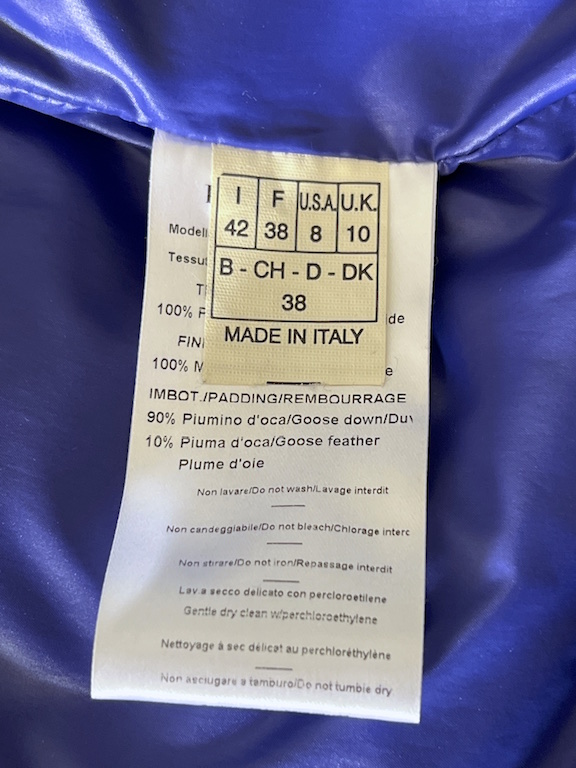 I F U.S.A. U.K.
42 38 8 10
B - CH - D - DK
38
MADE IN ITALY
Modell
Tessu
100%
de
FIN
100% M
e
IMBOT./PADDING/REMBOURRAGE
90% Piumino d'oca/Goose down/Duv
10% Piuma d'oca/Goose feather
Plume d'oie
Non lavare/Do not wash/Lavage interdit
Non candeggiabile/Do not bleach/Chlorage interd
Non stirare/Do not iron/Repassage interdit
Lava secco delicato con percloroetilene
Gentle dry clean w/perchloroethylene
Nettoyage à sec délicat au perchloréthylène
Non asciugare a tamburo/Do not tumble dry